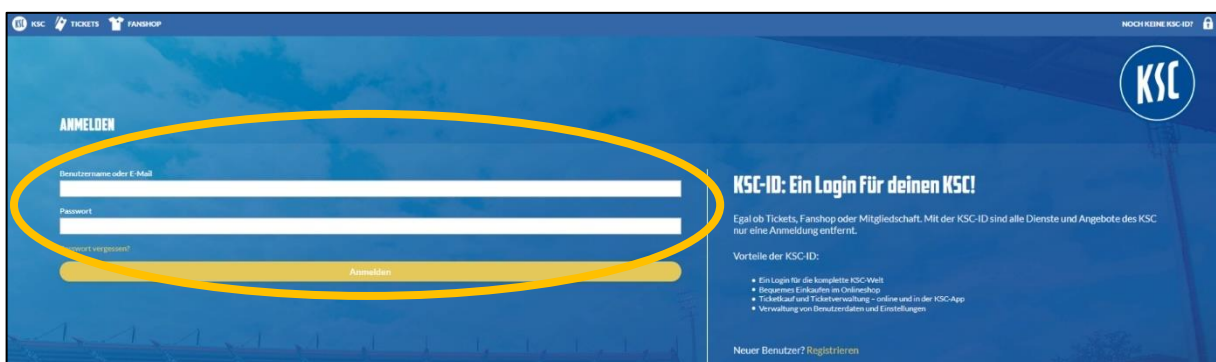 KSC TICKETS FANSHOP NOCH KEINE KSC-ID?
KSC
ANMELDEN
Benutzername oder E-Mail
Passwort
Passwort vergessen?
Anmelden
KSC-ID: Ein Login für deinen KSC!
Egal ob Tickets, Fanshop oder Mitgliedschaft. Mit der KSC-ID sind alle Dienste und Angebote des KSC
nur eine Anmeldung entfernt.
Vorteile der KSC-ID:
Ein Login für die komplette KSC-Welt
Bequemes Einkaufen im Onlineshop
Ticketkauf und Ticketverwaltung – online und in der KSC-App
Verwaltung von Benutzerdaten und Einstellungen
Neuer Benutzer? Registrieren